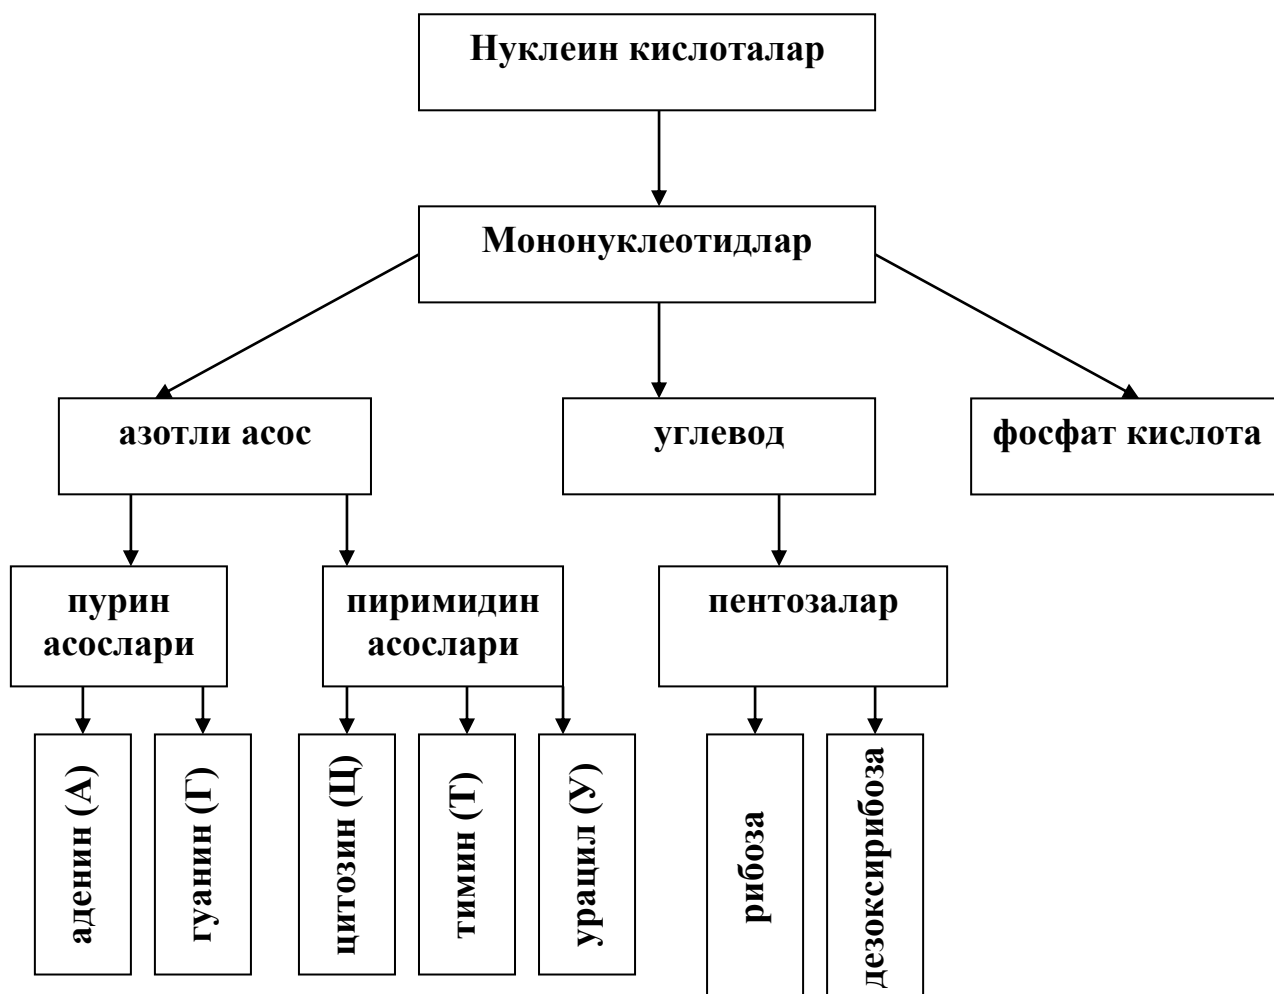 Нуклеин кислоталар
Мононуклеотидлар
азотли асос
углевод
фосфат кислота
пурин
асослари
пиримидин
асослари
пентозалар
аденин (А)
гуанин (Г)
цитозин (Ц)
тимин (Т)
урацил (У)
рибоза
дезоксирибоза